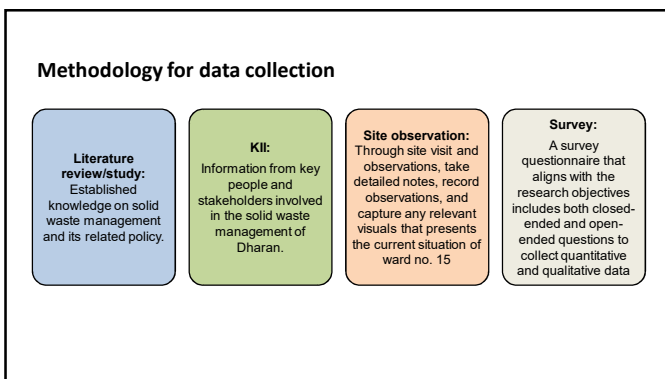 Methodology for data collection
Literature
review/study:
Established
knowledge on solid
waste management
and its related policy.
KII:
Information from key
people and
stakeholders involved
in the solid waste
management of
Dharan.
Site observation:
Through site visit and
observations, take
detailed notes, record
observations, and
capture any relevant
visuals that presents
the current situation of
ward no. 15
Survey:
A survey
questionnaire that
aligns with the
research objectives
includes both closed-
ended and open-
ended questions to
collect quantitative
and qualitative data